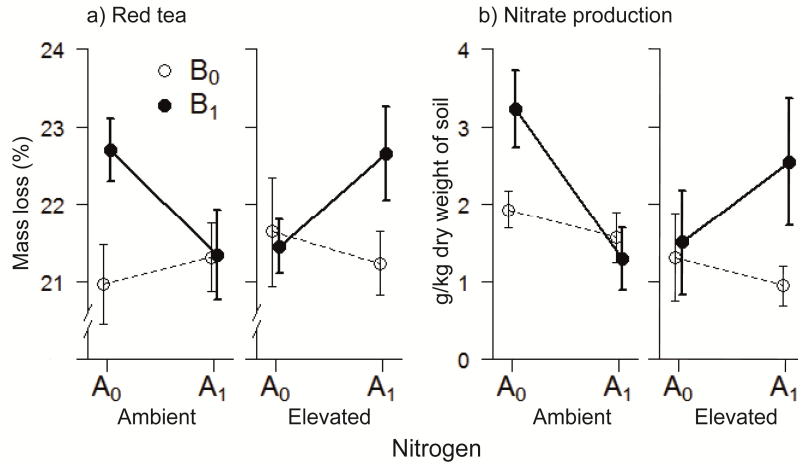 a) Red tea
b) Nitrate production
Mass loss (%)
24
23
22
21
B₀
B₁
A₀ A₁ A₀ A₁
Ambient Elevated
g/kg dry weight of soil
4
3
2
1
0
A₀ A₁ A₀ A₁
Ambient Elevated
Nitrogen